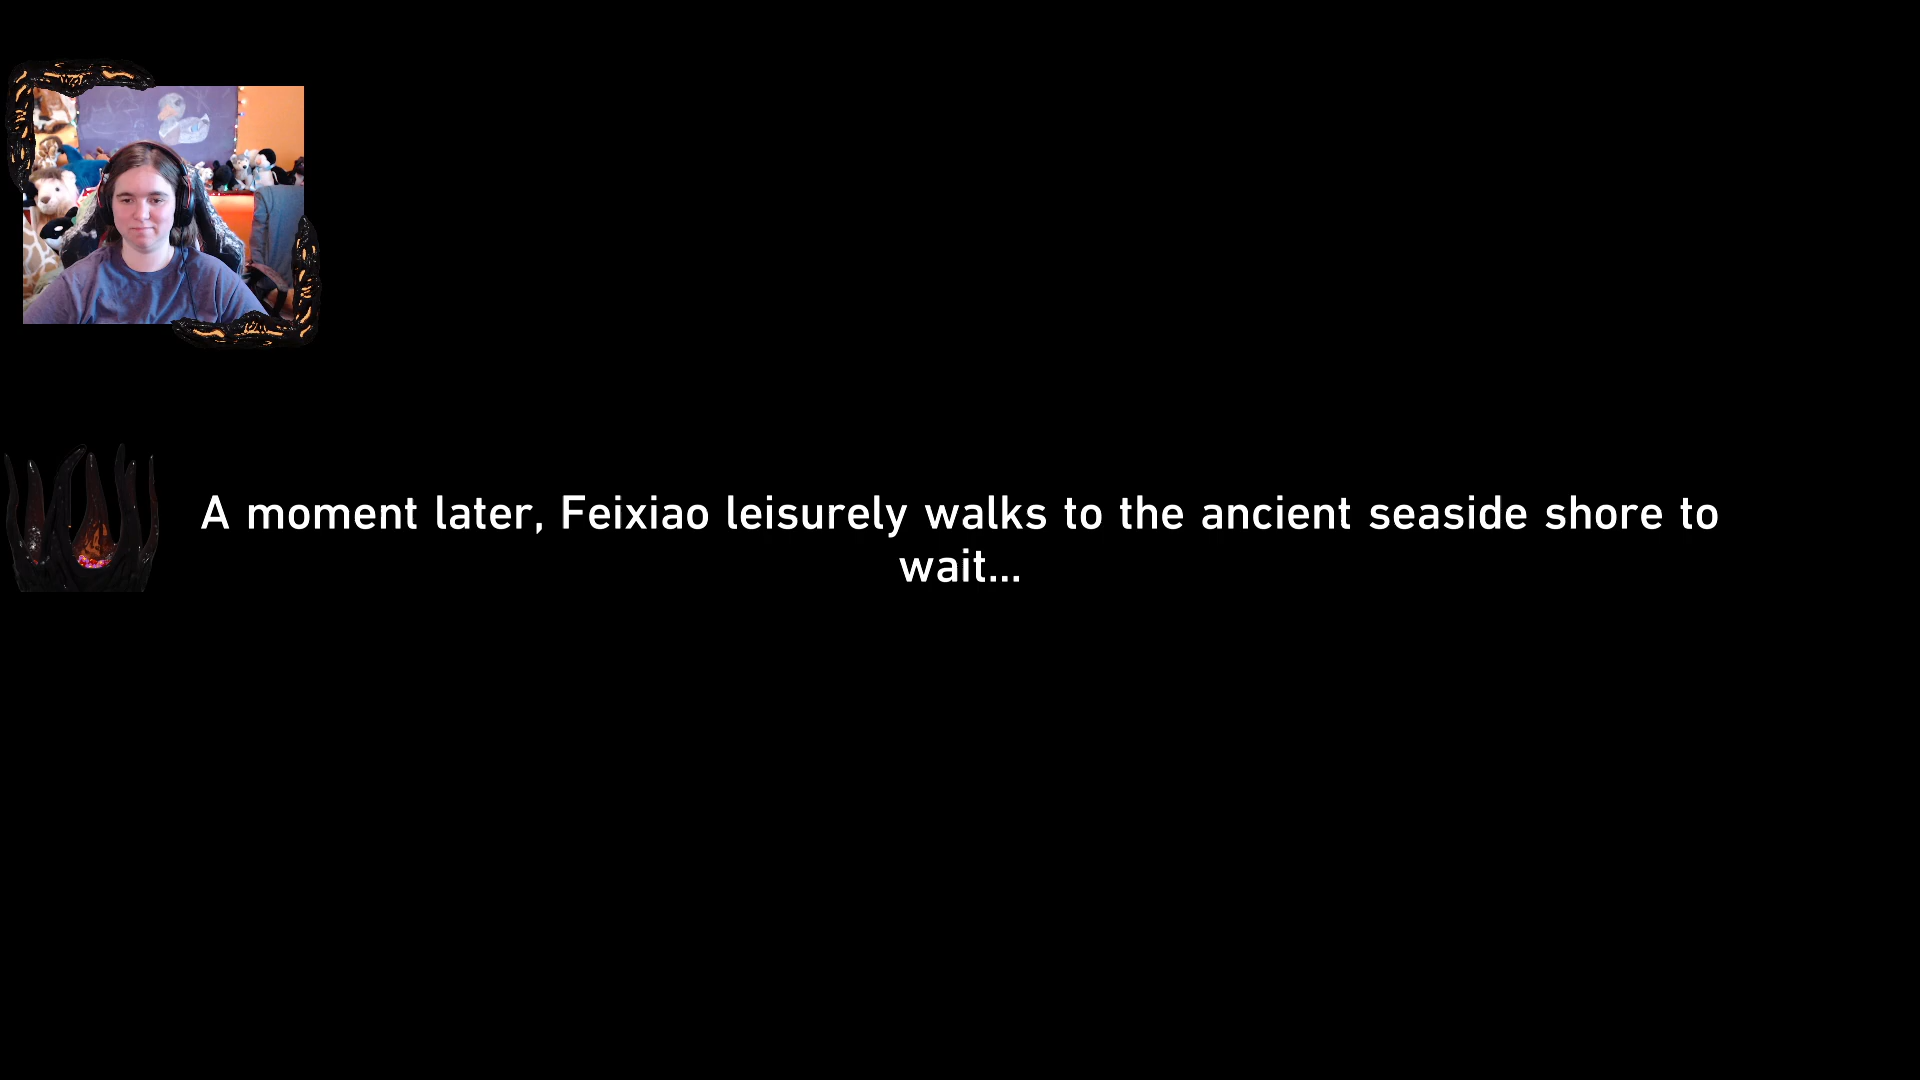 A moment later, Feixiao leisurely walks to the ancient seaside shore to
wait...